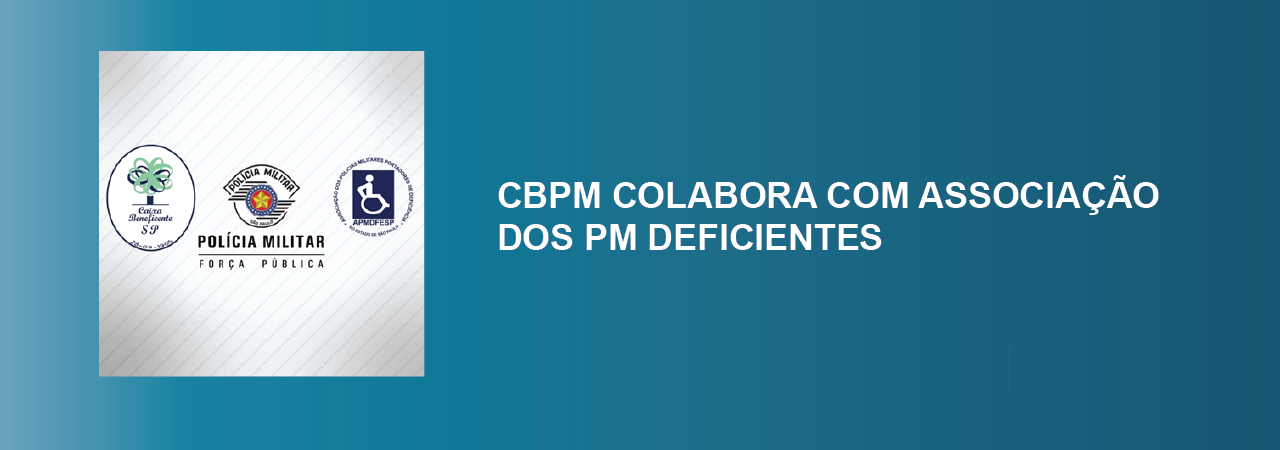 Caixa
Beneficente
SP
POLÍCIA MILITAR
SÃO PAULO
POLÍCIA MILITAR
FORÇA PÚBLICA
ASSOCIAÇÃO DOS POLICIAIS MILITARES PORTADORES DE DEFICIÊNCIA
APMDFESP
DO ESTADO DE SÃO PAULO
CBPM COLABORA COM ASSOCIAÇÃO
DOS PM DEFICIENTES